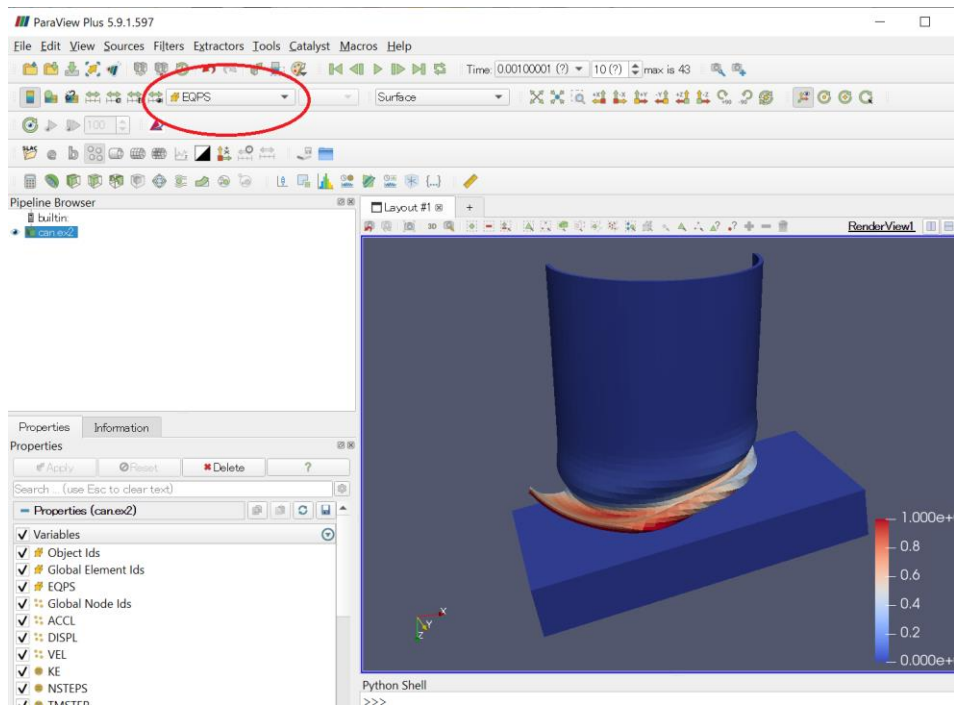 ParaView Plus 5.9.1.597
File Edit View Sources Filters Extractors Tools Catalyst Macros Help
Time: 0.00100001 (?) 10 (?) max is 43
EQPS Surface
100
Pipeline Browser
builtin:
can.ex2
Layout #1
3D
RenderView1
Properties Information
Properties
Apply Reset Delete ?
Search ... (use Esc to clear text)
Properties (can.ex2)
Variables
Object Ids
Global Element Ids
EQPS
Global Node Ids
ACCL
DISPL
VEL
KE
NSTEPS
TMSTEP
X
Y
Z
1.000e+
0.8
0.6
0.4
0.2
0.000e+
Python Shell
>>>